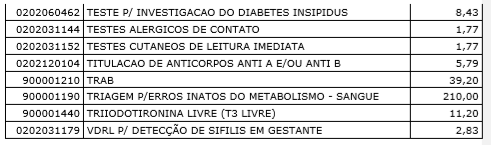 0202060462 TESTE P/ INVESTIGACAO DO DIABETES INSIPIDUS 8,43
0202031144 TESTES ALERGICOS DE CONTATO 1,77
0202031152 TESTES CUTANEOS DE LEITURA IMEDIATA 1,77
0202120104 TITULACAO DE ANTICORPOS ANTI A E/OU ANTI B 5,79
900001210 TRAB 39,20
900001190 TRIAGEM P/ERROS INATOS DO METABOLISMO - SANGUE 210,00
900001440 TRIIODOTIRONINA LIVRE (T3 LIVRE) 11,20
0202031179 VDRL P/ DETECÇÃO DE SIFILIS EM GESTANTE 2,83